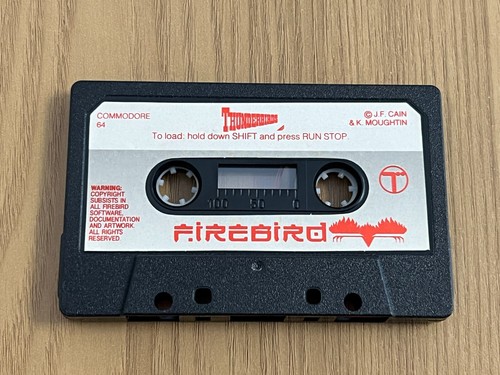 COMMODORE
64
THUNDERBIRDS
© J.F. CAIN
& K. MOUGHTIN
To load: hold down SHIFT and press RUN STOP.
100 50 0
T
WARNING:
COPYRIGHT
SUBSISTS IN
ALL FIREBIRD
SOFTWARE,
DOCUMENTATION
AND ARTWORK.
ALL RIGHTS
RESERVED.
FIREBIRD